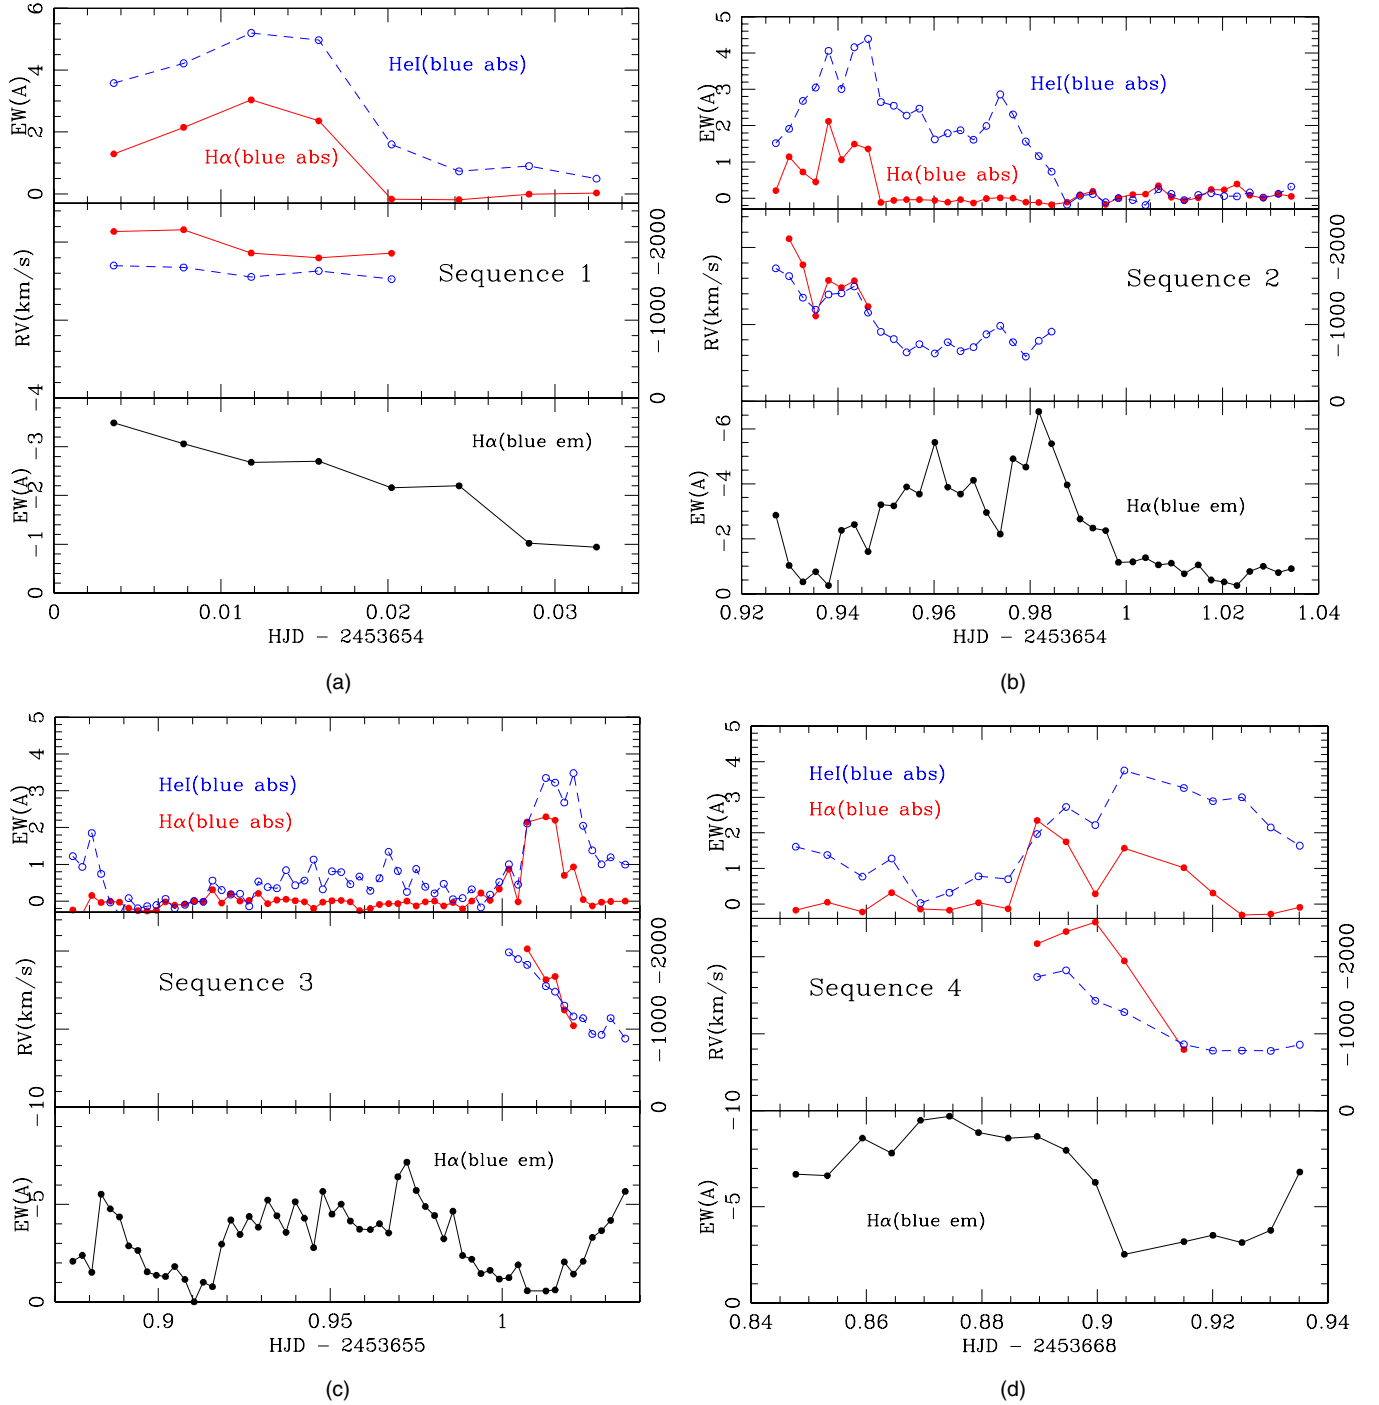 6
4
2
0
EW(A)
HeI(blue abs)
Hα(blue abs)
RV(km/s)
Sequence 1
-2000
-1000
0
-4
-3
-2
-1
0
EW(A)
Hα(blue em)
0 0.01 0.02 0.03
HJD - 2453654
(a)
5
4
3
2
1
0
EW(A)
HeI(blue abs)
Hα(blue abs)
RV(km/s)
Sequence 2
-2000
-1000
0
-6
-4
-2
0
EW(A)
Hα(blue em)
0.92 0.94 0.96 0.98 1 1.02 1.04
HJD - 2453654
(b)
5
4
3
2
1
0
EW(A)
HeI(blue abs)
Hα(blue abs)
RV(km/s)
Sequence 3
-2000
-1000
0
-10
-5
0
EW(A)
Hα(blue em)
0.9 0.95 1
HJD - 2453655
(c)
5
4
3
2
1
0
EW(A)
HeI(blue abs)
Hα(blue abs)
RV(km/s)
Sequence 4
-2000
-1000
0
-10
-5
0
EW(A)
Hα(blue em)
0.84 0.86 0.88 0.9 0.92 0.94
HJD - 2453668
(d)